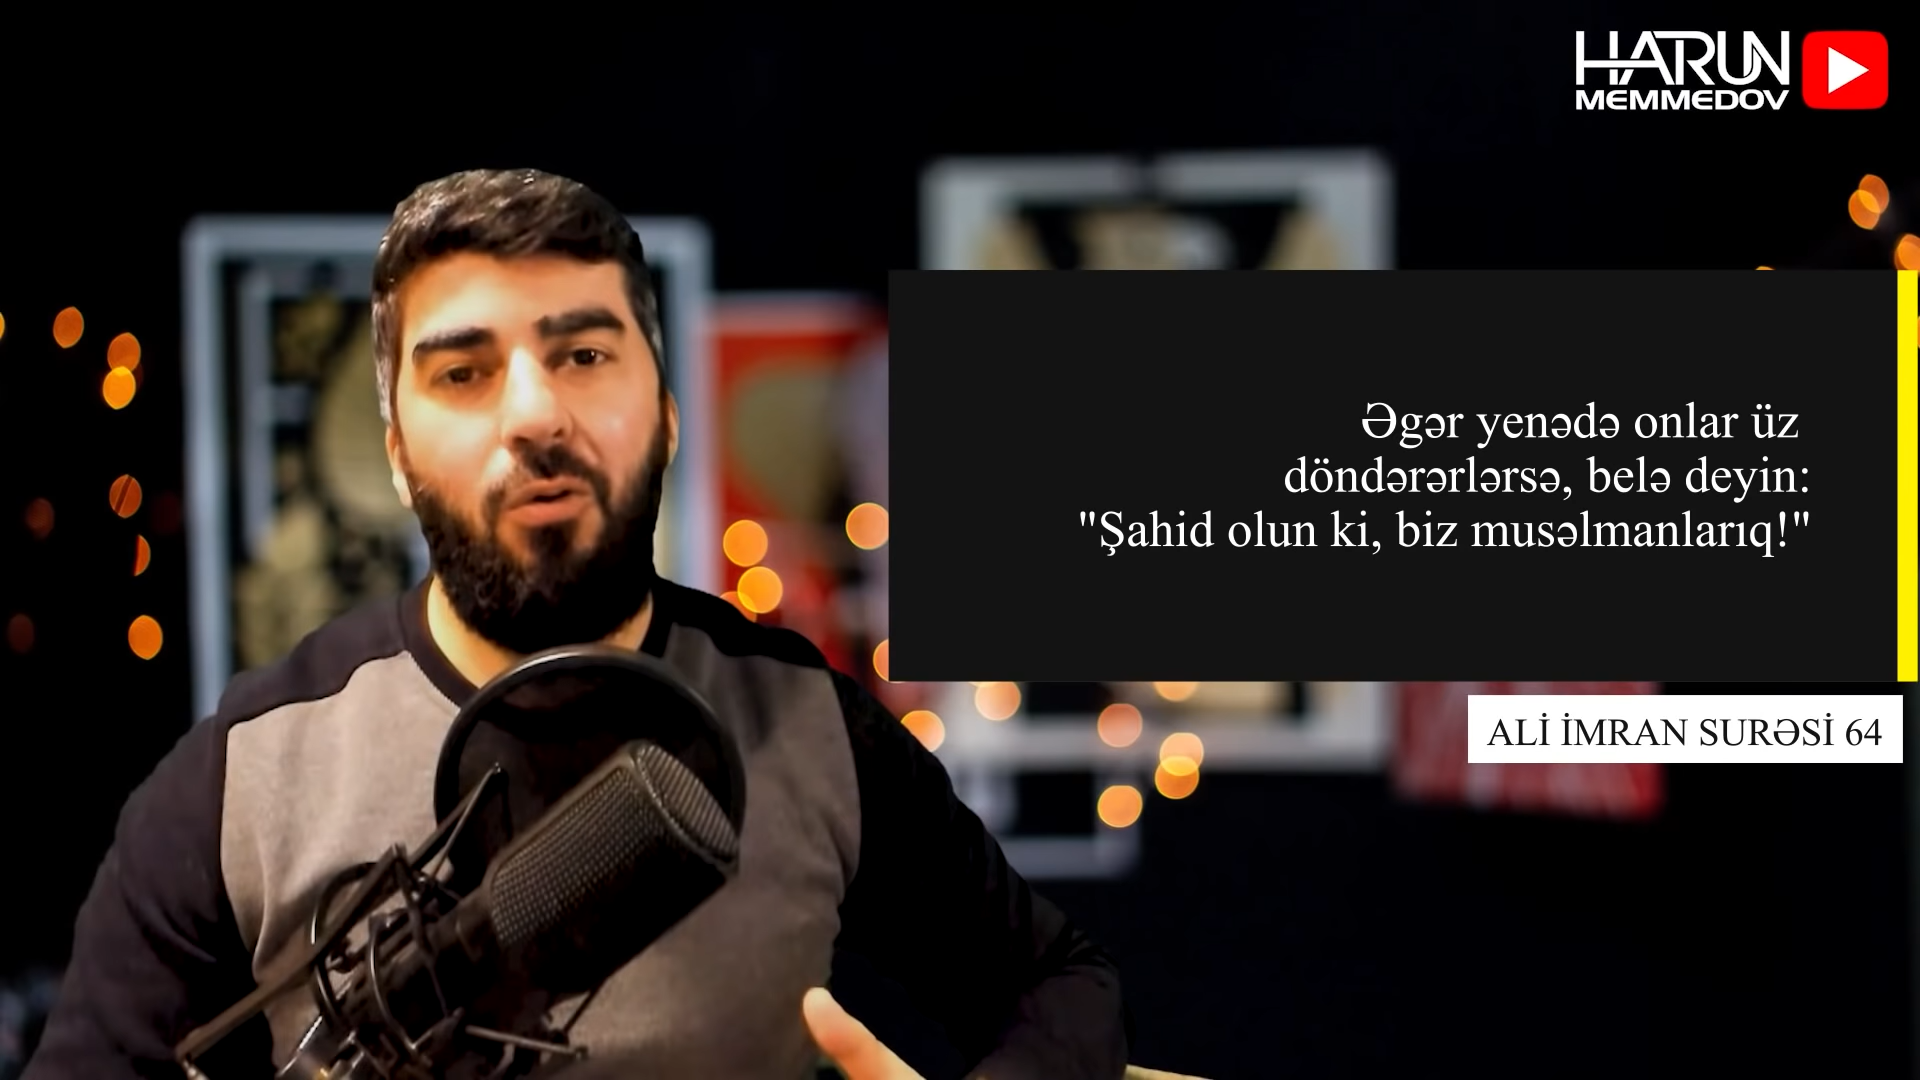 HARUN
MEMMEDOV
Əgər yenədə onlar üz
döndərərlərsə, belə deyin:
"Şahid olun ki, biz musəlmanlarıq!"
ALİ İMRAN SURƏSİ 64